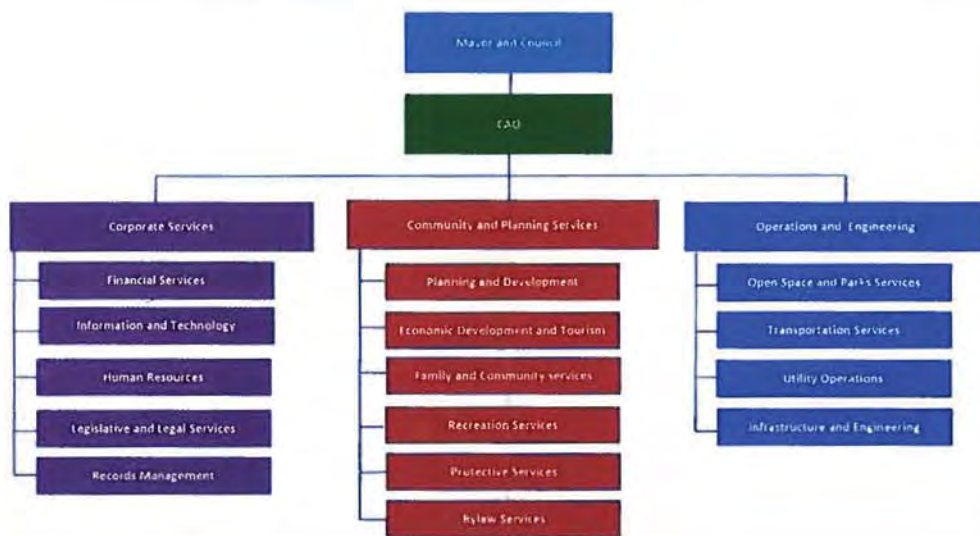 Mayor and Council
CAO
Corporate Services
Financial Services
Information and Technology
Human Resources
Legislative and Legal Services
Records Management
Community and Planning Services
Planning and Development
Economic Development and Tourism
Family and Community services
Recreation Services
Protective Services
Bylaw Services
Operations and Engineering
Open Space and Parks Services
Transportation Services
Utility Operations
Infrastructure and Engineering